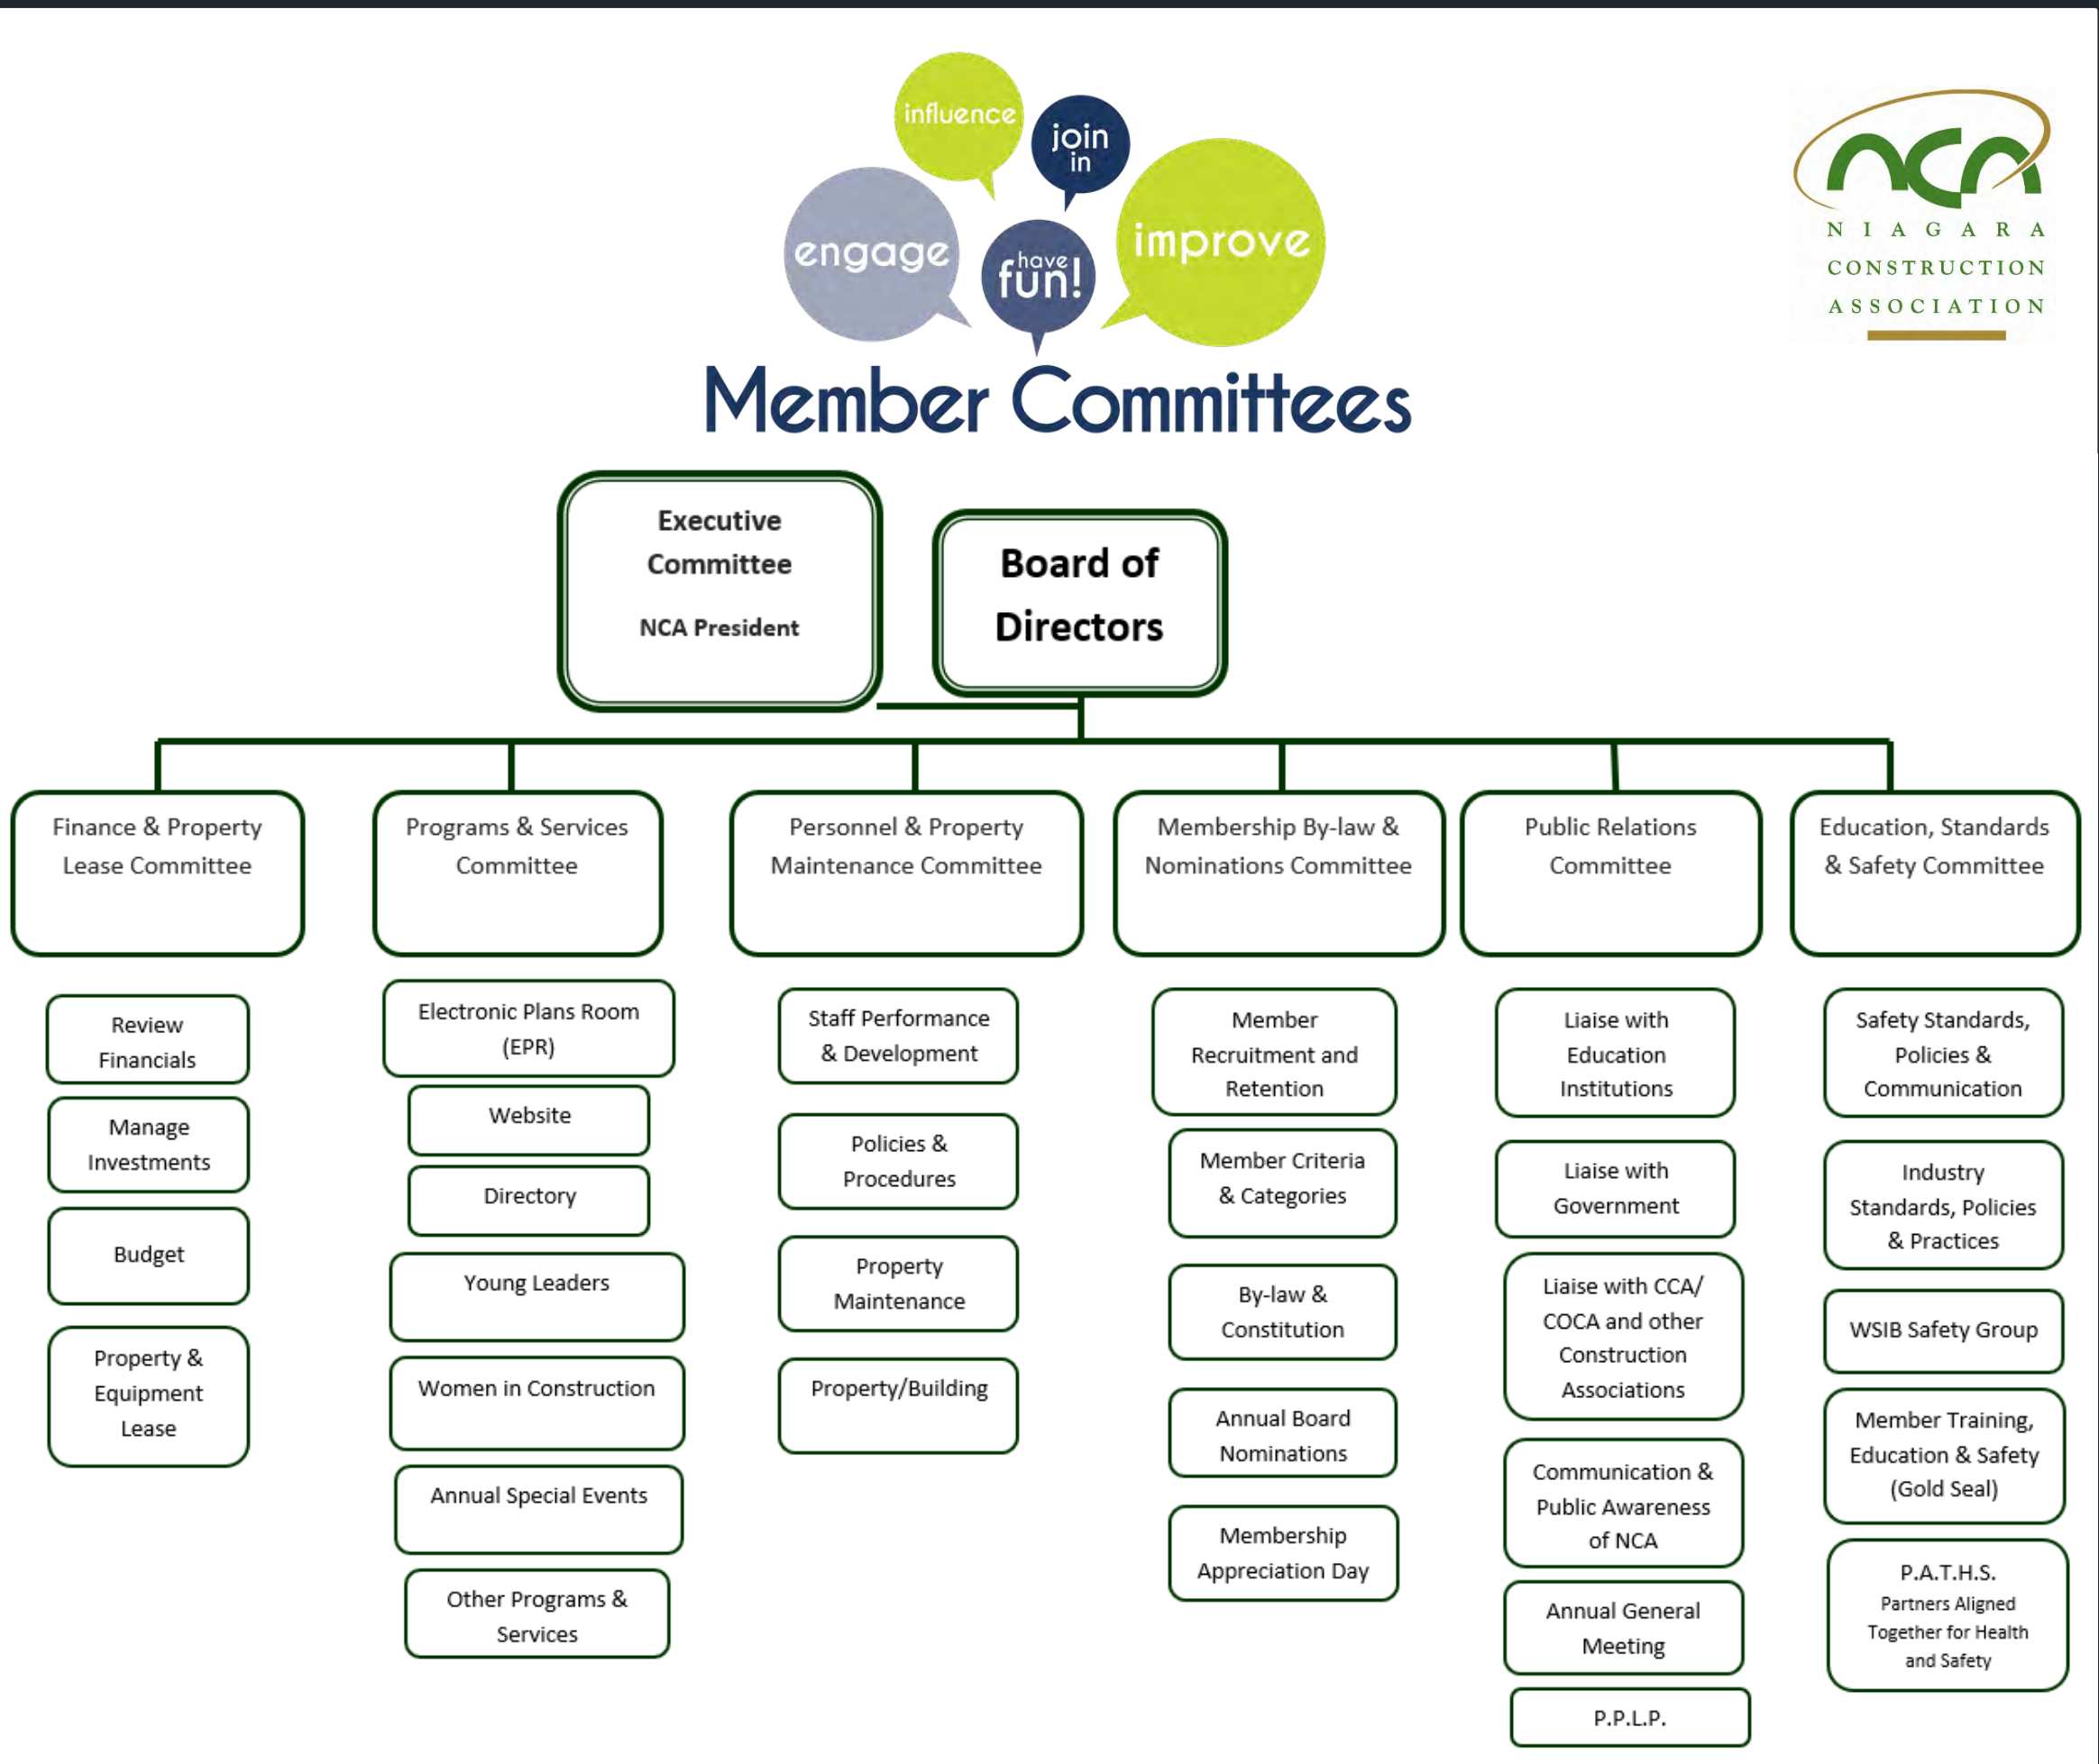 influence
join
in
engage
have
fun!
improve
nca
NIAGARA
CONSTRUCTION
ASSOCIATION
Member Committees
Executive
Committee
NCA President
Board of
Directors
Finance & Property
Lease Committee
Programs & Services
Committee
Personnel & Property
Maintenance Committee
Membership By-law &
Nominations Committee
Public Relations
Committee
Education, Standards
& Safety Committee
Review
Financials
Manage
Investments
Budget
Property &
Equipment
Lease
Electronic Plans Room
(EPR)
Website
Directory
Young Leaders
Women in Construction
Annual Special Events
Other Programs &
Services
Staff Performance
& Development
Policies &
Procedures
Property
Maintenance
Property/Building
Member
Recruitment and
Retention
Member Criteria
& Categories
By-law &
Constitution
Annual Board
Nominations
Membership
Appreciation Day
Liaise with
Education
Institutions
Liaise with
Government
Liaise with CCA/
COCA and other
Construction
Associations
Communication &
Public Awareness
of NCA
Annual General
Meeting
P.P.L.P.
Safety Standards,
Policies &
Communication
Industry
Standards, Policies
& Practices
WSIB Safety Group
Member Training,
Education & Safety
(Gold Seal)
P.A.T.H.S.
Partners Aligned
Together for Health
and Safety